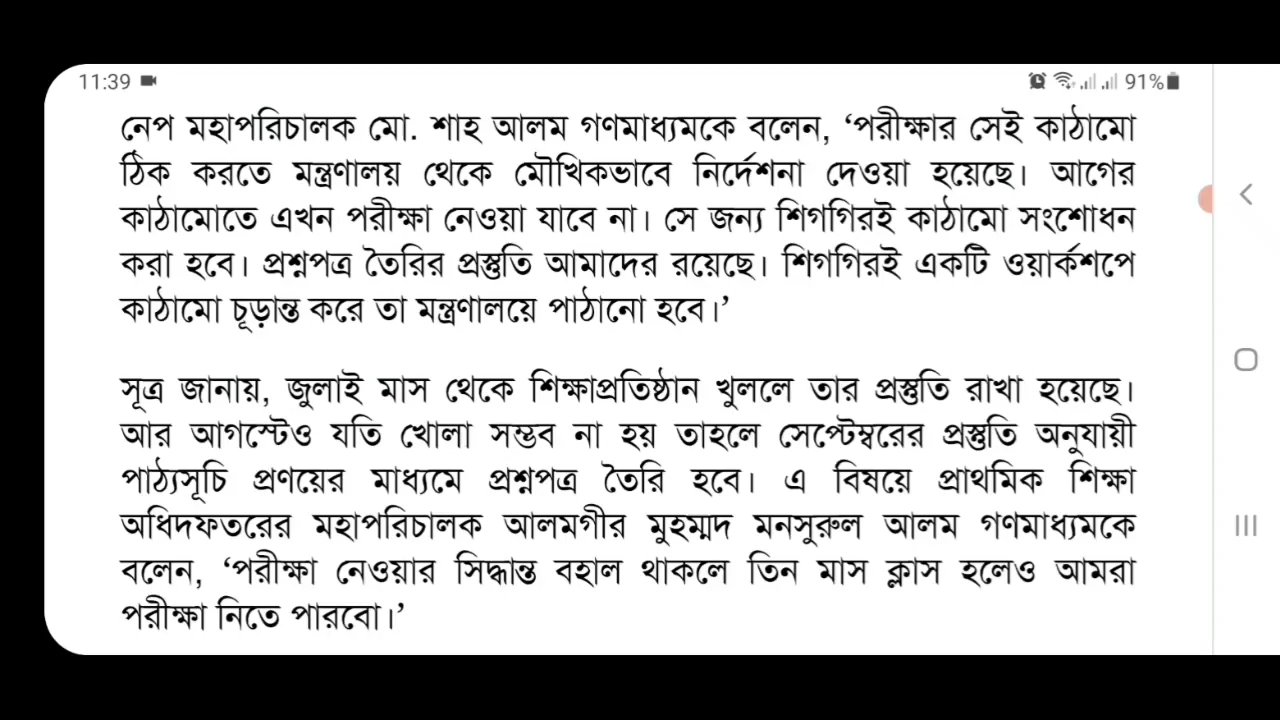 11:39
91%
নেপ মহাপরিচালক মো. শাহ আলম গণমাধ্যমকে বলেন, ‘পরীক্ষার সেই কাঠামো
ঠিক করতে মন্ত্রণালয় থেকে মৌখিকভাবে নির্দেশনা দেওয়া হয়েছে। আগের
কাঠামোতে এখন পরীক্ষা নেওয়া যাবে না। সে জন্য শিগগিরই কাঠামো সংশোধন
করা হবে। প্রশ্নপত্র তৈরির প্রস্তুতি আমাদের রয়েছে। শিগগিরই একটি ওয়ার্কশপে
কাঠামো চূড়ান্ত করে তা মন্ত্রণালয়ে পাঠানো হবে।’
সূত্র জানায়, জুলাই মাস থেকে শিক্ষাপ্রতিষ্ঠান খুললে তার প্রস্তুতি রাখা হয়েছে।
আর আগস্টেও যতি খোলা সম্ভব না হয় তাহলে সেপ্টেম্বরের প্রস্তুতি অনুযায়ী
পাঠ্যসূচি প্রণয়ের মাধ্যমে প্রশ্নপত্র তৈরি হবে। এ বিষয়ে প্রাথমিক শিক্ষা
অধিদফতরের মহাপরিচালক আলমগীর মুহম্মদ মনসুরুল আলম গণমাধ্যমকে
বলেন, ‘পরীক্ষা নেওয়ার সিদ্ধান্ত বহাল থাকলে তিন মাস ক্লাস হলেও আমরা
পরীক্ষা নিতে পারবো।’